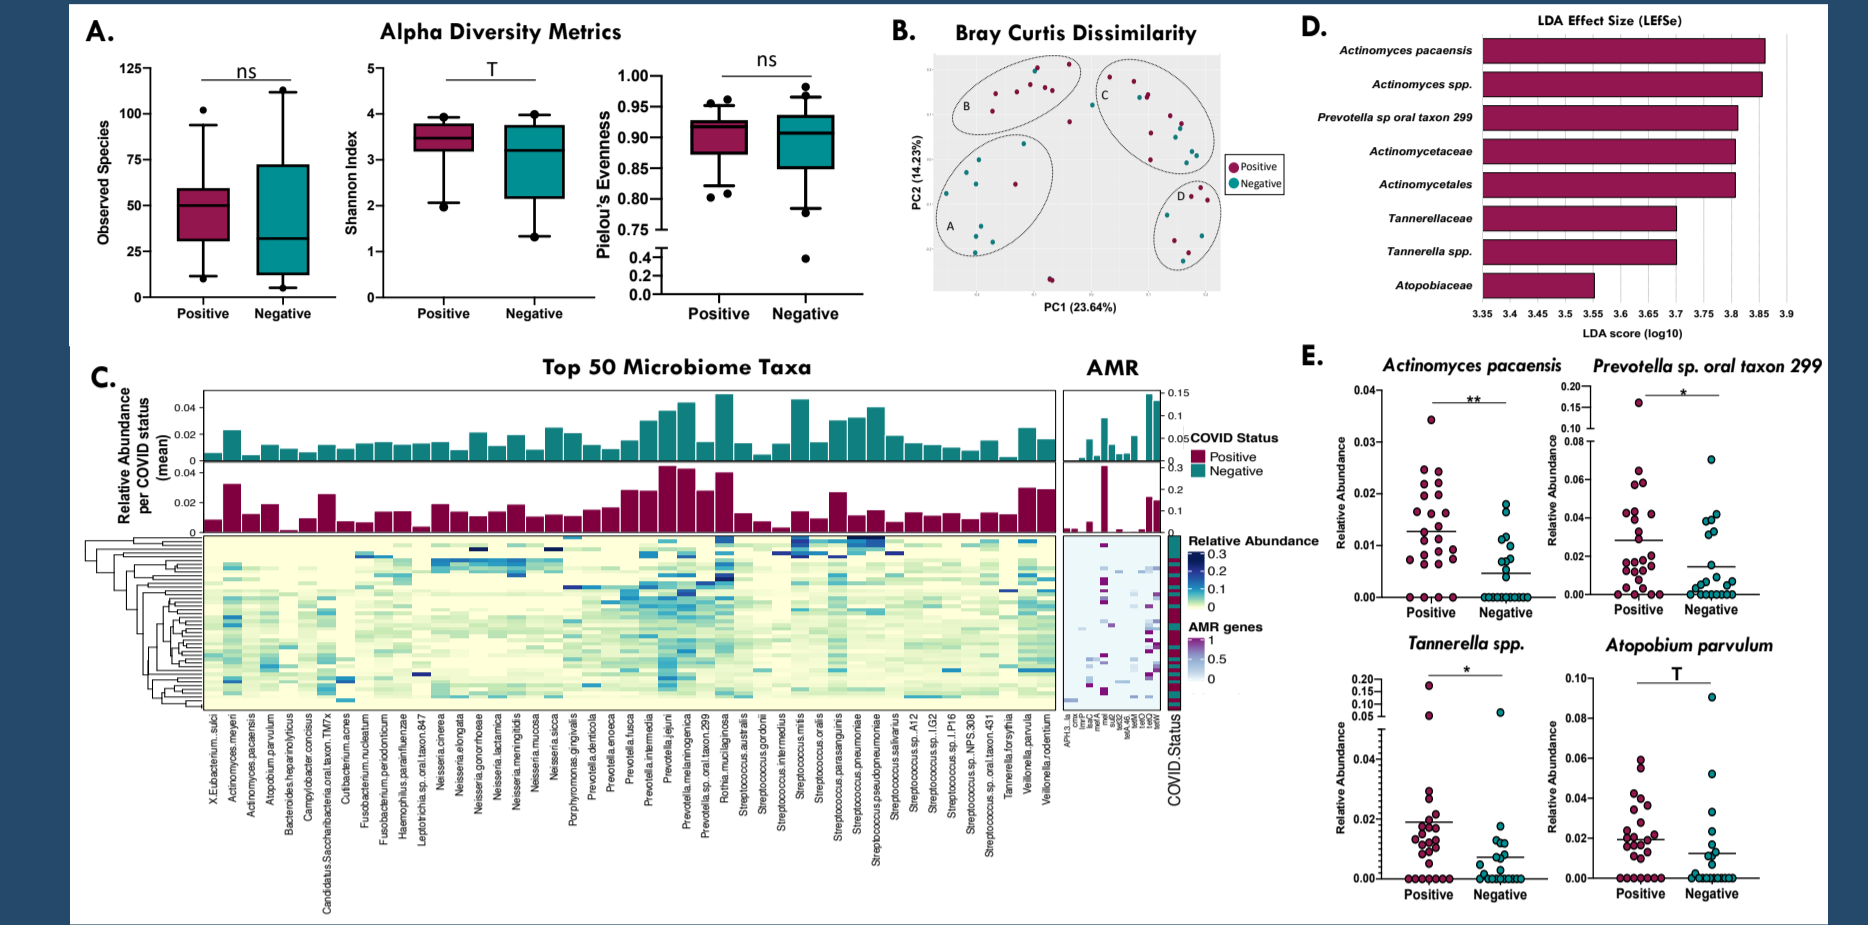 A.
Alpha Diversity Metrics
ns
125
100
75
50
25
0
Observed Species
Positive
Negative
T
5
4
3
2
1
0
Shannon Index
Positive
Negative
ns
1.00
0.95
0.90
0.85
0.80
0.75
0.4
0.2
0.0
Pielou's Evenness
Positive
Negative
B.
Bray Curtis Dissimilarity
B
C
A
D
PC2 (14.23%)
PC1 (23.64%)
Positive
Negative
D.
LDA Effect Size (LEfSe)
Actinomyces pacaensis
Actinomyces spp.
Prevotella sp oral taxon 299
Actinomycetaceae
Actinomycetales
Tannerellaceae
Tannerella spp.
Atopobiaceae
3.35 3.4 3.45 3.5 3.55 3.6 3.65 3.7 3.75 3.8 3.85 3.9
LDA score (log10)
C.
Top 50 Microbiome Taxa
AMR
Relative Abundance
per COVID status
(mean)
0.04
0.02
0
0.04
0.02
0
0.15
0.1
0.05
0
0.3
0.2
0.1
0
COVID Status
Positive
Negative
Relative Abundance
0.3
0.2
0.1
0
AMR genes
1
0.5
0
COVID.Status
X.Eubacterium..sulci
Actinomyces.meyeri
Actinomyces.pacaensis
Atopobium.parvulum
Bacteroides.heparinolyticus
Campylobacter.concisus
Candidatus.Saccharibacteria.oral.taxon.TM7x
Cutibacterium.acnes
Fusobacterium.nucleatum
Fusobacterium.periodonticum
Haemophilus.parainfluenzae
Leptotrichia.sp..oral.taxon.847
Neisseria.cinerea
Neisseria.elongata
Neisseria.gonorrhoeae
Neisseria.lactamica
Neisseria.meningitidis
Neisseria.mucosa
Neisseria.sicca
Porphyromonas.gingivalis
Prevotella.denticola
Prevotella.enoeca
Prevotella.fusca
Prevotella.intermedia
Prevotella.jejuni
Prevotella.melaninogenica
Prevotella.sp..oral.taxon.299
Rothia.mucilaginosa
Streptococcus.australis
Streptococcus.gordonii
Streptococcus.intermedius
Streptococcus.mitis
Streptococcus.oralis
Streptococcus.parasanguinis
Streptococcus.pneumoniae
Streptococcus.pseudopneumoniae
Streptococcus.salivarius
Streptococcus.sp..A12
Streptococcus.sp..I.G2
Streptococcus.sp..I.P16
Streptococcus.sp..NPS.308
Streptococcus.sp..oral.taxon.431
Tannerella.forsythia
Veillonella.parvula
Veillonella.rodentium
cmx
lsaC
mefA
mel
sul2
tet32
tetM
tetO
tetQ
tetW
E.
Actinomyces pacaensis
**
0.04
0.03
0.02
0.01
0.00
Relative Abundance
Positive
Negative
Prevotella sp. oral taxon 299
*
0.20
0.15
0.10
0.08
0.06
0.04
0.02
0.00
Relative Abundance
Positive
Negative
Tannerella spp.
*
0.20
0.15
0.10
0.05
0.04
0.02
0.00
Relative Abundance
Positive
Negative
Atopobium parvulum
T
0.10
0.08
0.06
0.04
0.02
0.00
Relative Abundance
Positive
Negative